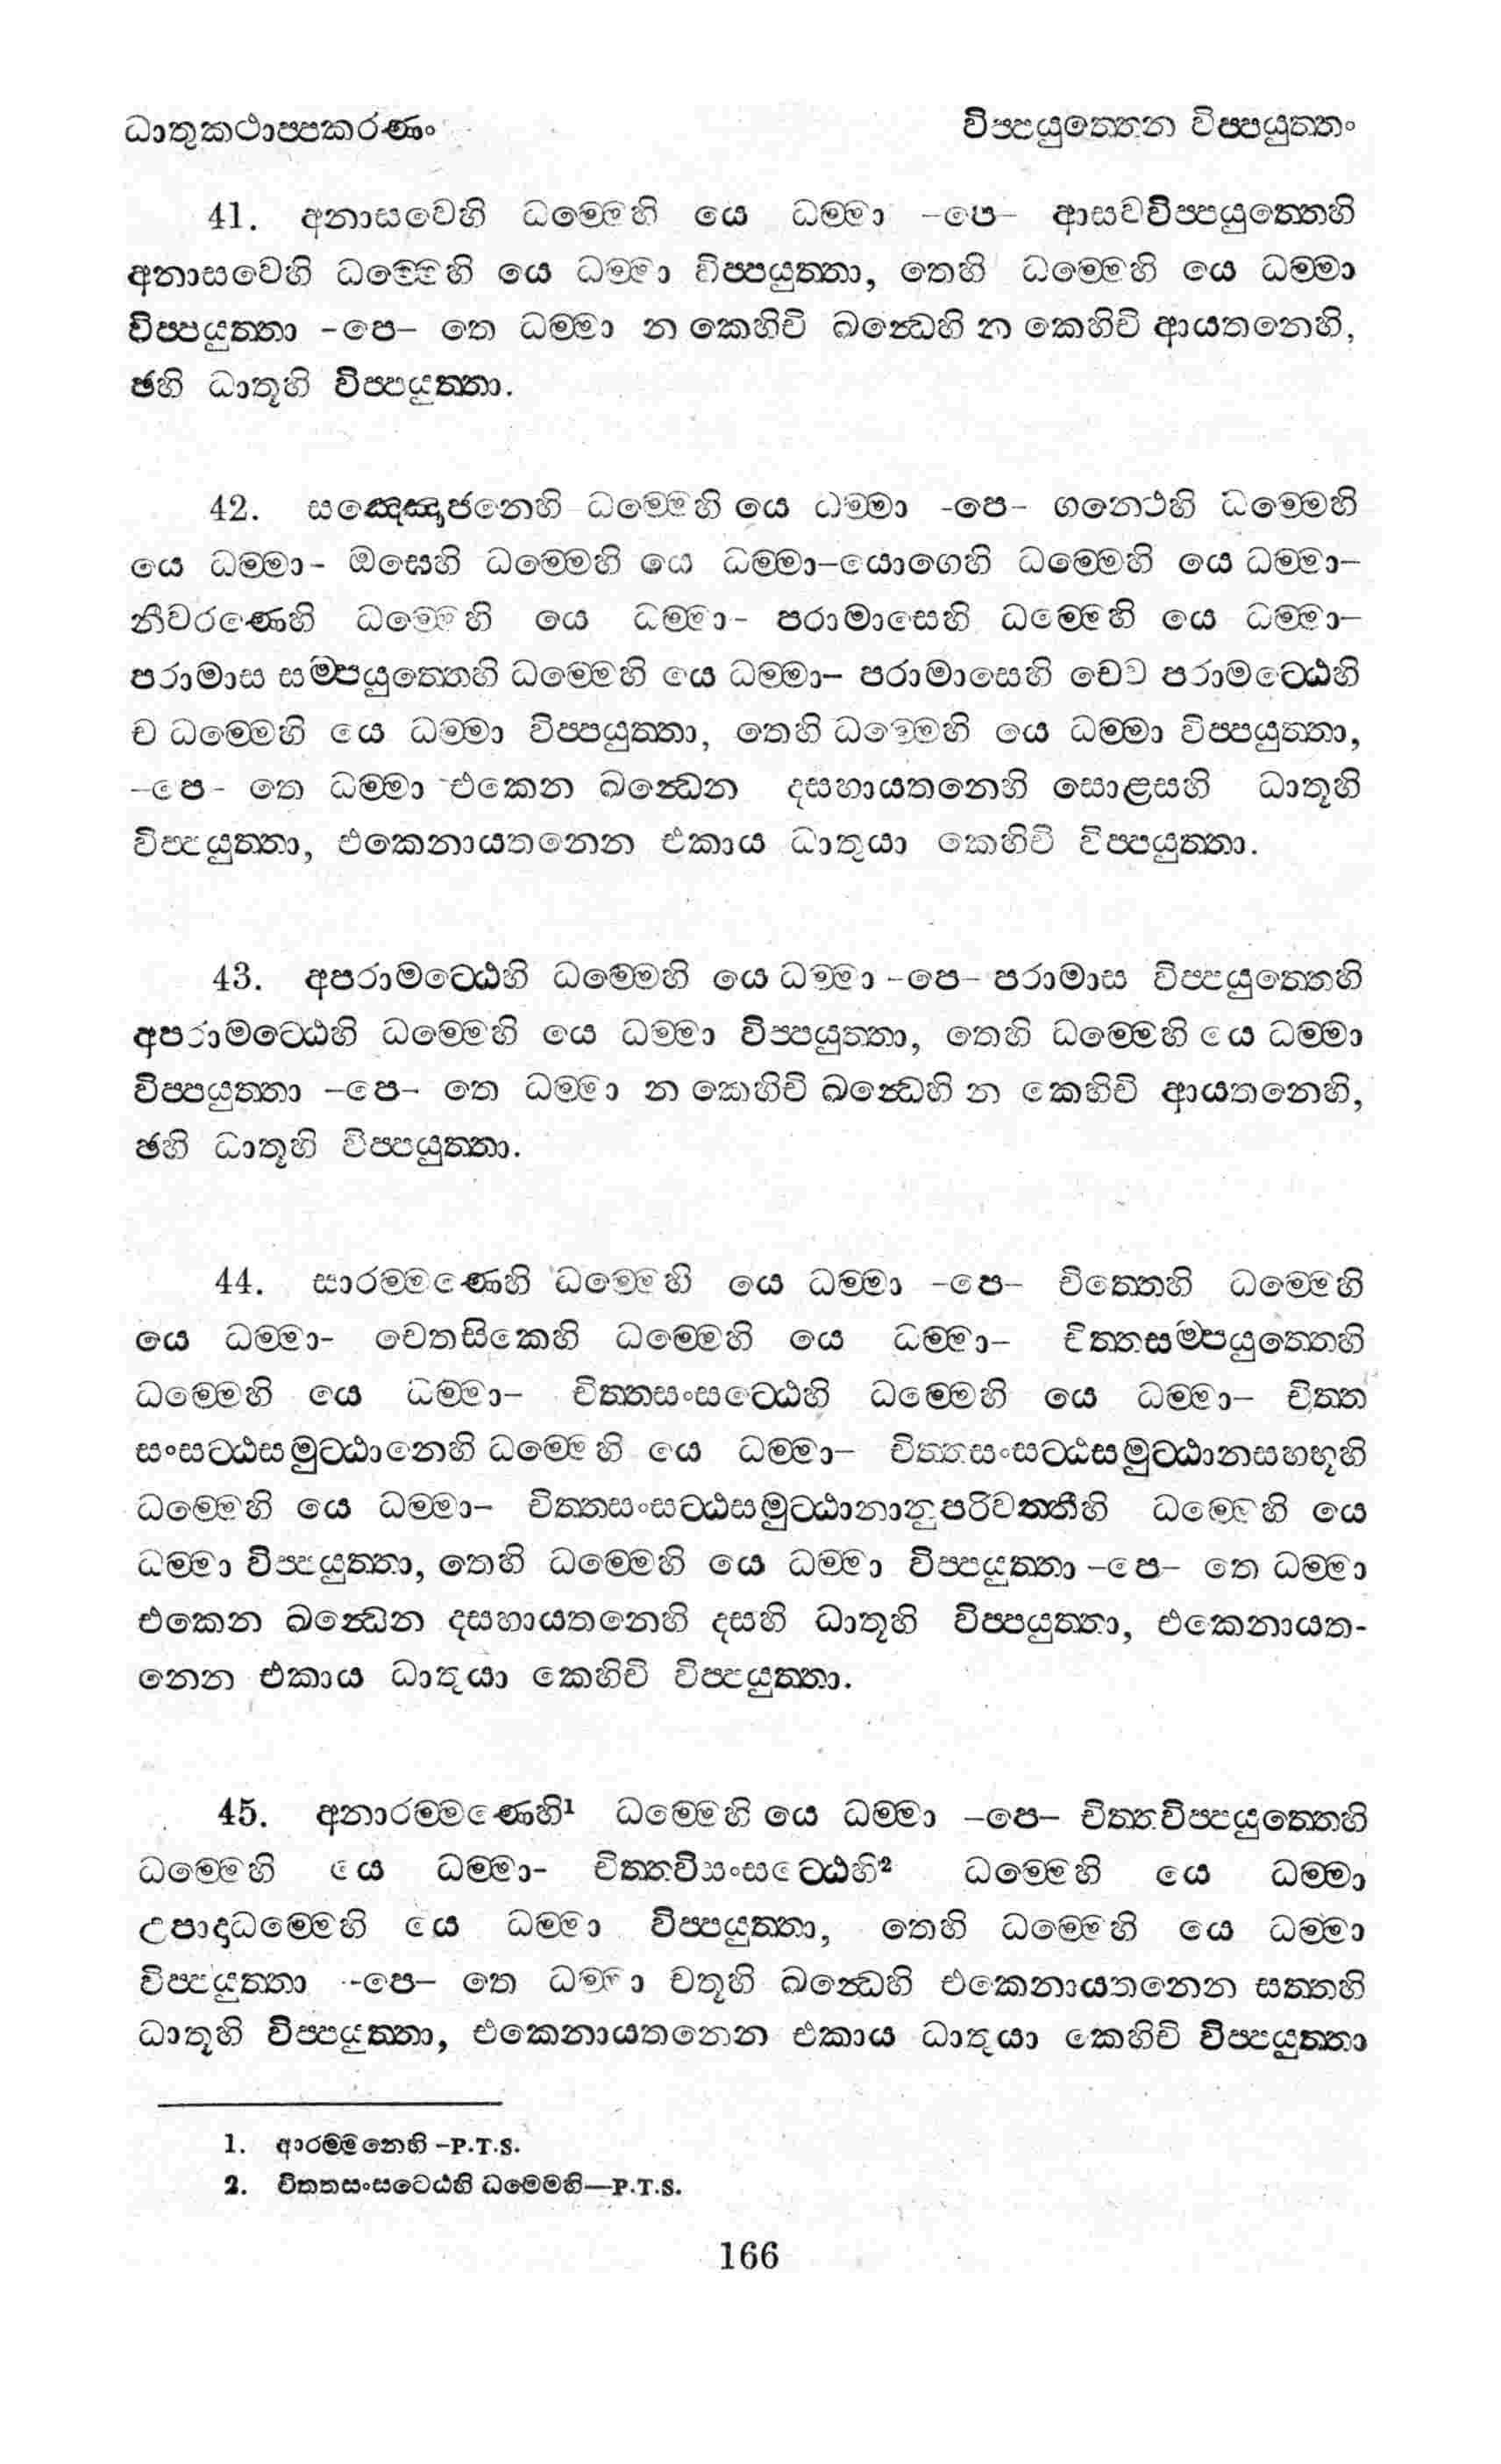 ධාතුකථාප්පකරණං
විප්පයුත්තෙන විප්පයුත්තං
41. අනාසවෙහි ධම්මෙහි යෙ ධම්මා -පෙ- ආසවවිප්පයුත්තෙහි
අනාසවෙහි ධම්මෙහි යෙ ධම්මා විප්පයුත්තා, තෙහි ධම්මෙහි යෙ ධම්මා
විප්පයුත්තා -පෙ- තෙ ධම්මා න කෙහිචි ඛන්ධෙහි න කෙහිචි ආයතනෙහි,
ඡහි ධාතූහි විප්පයුත්තා.
42. සඤ්ඤොජනෙහි ධම්මෙහි යෙ ධම්මා -පෙ- ගන්ථෙහි ධම්මෙහි
යෙ ධම්මා- ඔඝෙහි ධම්මෙහි යෙ ධම්මා-යොගෙහි ධම්මෙහි යෙ ධම්මා-
නීවරණෙහි ධම්මෙහි යෙ ධම්මා- පරාමාසෙහි ධම්මෙහි යෙ ධම්මා-
පරාමාස සම්පයුත්තෙහි ධම්මෙහි යෙ ධම්මා- පරාමාසෙහි චෙව පරාමට්ඨෙහි
ච ධම්මෙහි යෙ ධම්මා විප්පයුත්තා, තෙහි ධම්මෙහි යෙ ධම්මා විප්පයුත්තා,
-පෙ- තෙ ධම්මා එකෙන ඛන්ධෙන දසහායතනෙහි සොළසහි ධාතූහි
විප්පයුත්තා, එකෙනායතනෙන එකාය ධාතුයා කෙහිචි විප්පයුත්තා.
43. අපරාමට්ඨෙහි ධම්මෙහි යෙ ධම්මා -පෙ- පරාමාස විප්පයුත්තෙහි
අපරාමට්ඨෙහි ධම්මෙහි යෙ ධම්මා විප්පයුත්තා, තෙහි ධම්මෙහි යෙ ධම්මා
විප්පයුත්තා -පෙ- තෙ ධම්මා න කෙහිචි ඛන්ධෙහි න කෙහිචි ආයතනෙහි,
ඡහි ධාතූහි විප්පයුත්තා.
44. සාරම්මණෙහි ධම්මෙහි යෙ ධම්මා -පෙ- චිත්තෙහි ධම්මෙහි
යෙ ධම්මා- චෙතසිකෙහි ධම්මෙහි යෙ ධම්මා- චිත්තසම්පයුත්තෙහි
ධම්මෙහි යෙ ධම්මා- චිත්තසංසට්ඨෙහි ධම්මෙහි යෙ ධම්මා- චිත්ත
සංසට්ඨසමුට්ඨානෙහි ධම්මෙහි යෙ ධම්මා- චිත්තසංසට්ඨසමුට්ඨානසහභූහි
ධම්මෙහි යෙ ධම්මා- චිත්තසංසට්ඨසමුට්ඨානානුපරිවත්තීහි ධම්මෙහි යෙ
ධම්මා විප්පයුත්තා, තෙහි ධම්මෙහි යෙ ධම්මා විප්පයුත්තා -පෙ- තෙ ධම්මා
එකෙන ඛන්ධෙන දසහායතනෙහි දසහි ධාතූහි විප්පයුත්තා, එකෙනායත-
නෙන එකාය ධාතුයා කෙහිචි විප්පයුත්තා.
45. අනාරම්මණෙහි¹ ධම්මෙහි යෙ ධම්මා -පෙ- චිත්තවිප්පයුත්තෙහි
ධම්මෙහි යෙ ධම්මා- චිත්තවිසංසට්ඨෙහි² ධම්මෙහි යෙ ධම්මා
උපාදාධම්මෙහි යෙ ධම්මා විප්පයුත්තා, තෙහි ධම්මෙහි යෙ ධම්මා
විප්පයුත්තා -පෙ- තෙ ධම්මා චතූහි ඛන්ධෙහි එකෙනායතනෙන සත්තහි
ධාතූහි විප්පයුත්තා, එකෙනායතනෙන එකාය ධාතුයා කෙහිචි විප්පයුත්තා
1. ආරම්මනෙහි -P.T.S.
2. චිත්තසංසට්ඨෙහි ධම්මෙහි—P.T.S.
166